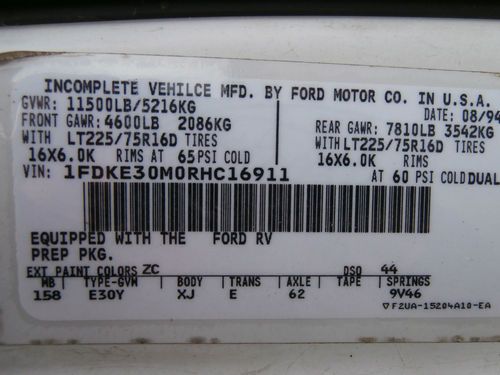 INCOMPLETE VEHILCE MFD. BY FORD MOTOR CO. IN U.S.A.
GVWR: 11500LB/5216KG DATE: 08/94
FRONT GAWR: 4600LB 2086KG REAR GAWR: 7810LB 3542KG
WITH LT225/75R16D TIRES WITH LT225/75R16D TIRES
16X6.0K RIMS AT 65 PSI COLD 16X6.0K RIMS
VIN: 1FDKE30M0RHC16911 AT 60 PSI COLD DUAL
EQUIPPED WITH THE FORD RV
PREP PKG.
EXT PAINT COLORS ZC DSO 44
WB TYPE-GVW BODY TRANS AXLE TAPE SPRINGS
158 E30Y XJ E 62 9V46
▽ F2UA-15204A10-EA